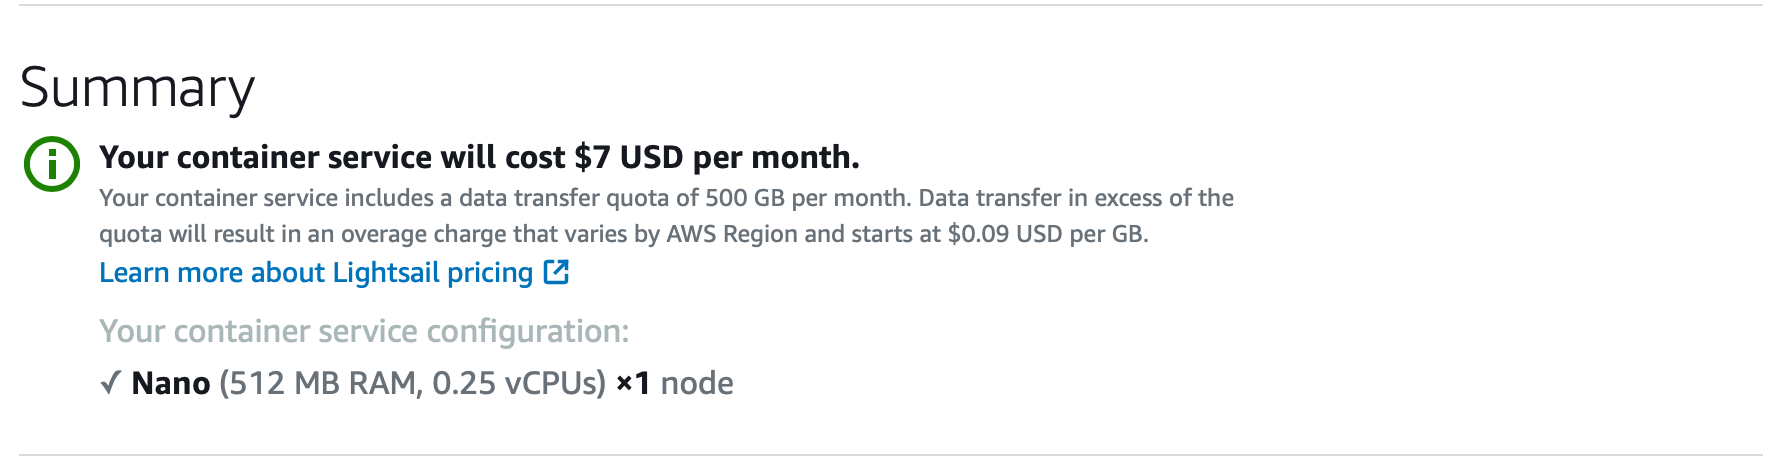 Summary
Your container service will cost $7 USD per month.
Your container service includes a data transfer quota of 500 GB per month. Data transfer in excess of the
quota will result in an overage charge that varies by AWS Region and starts at $0.09 USD per GB.
Learn more about Lightsail pricing
Your container service configuration:
✓ Nano (512 MB RAM, 0.25 vCPUs) ×1 node